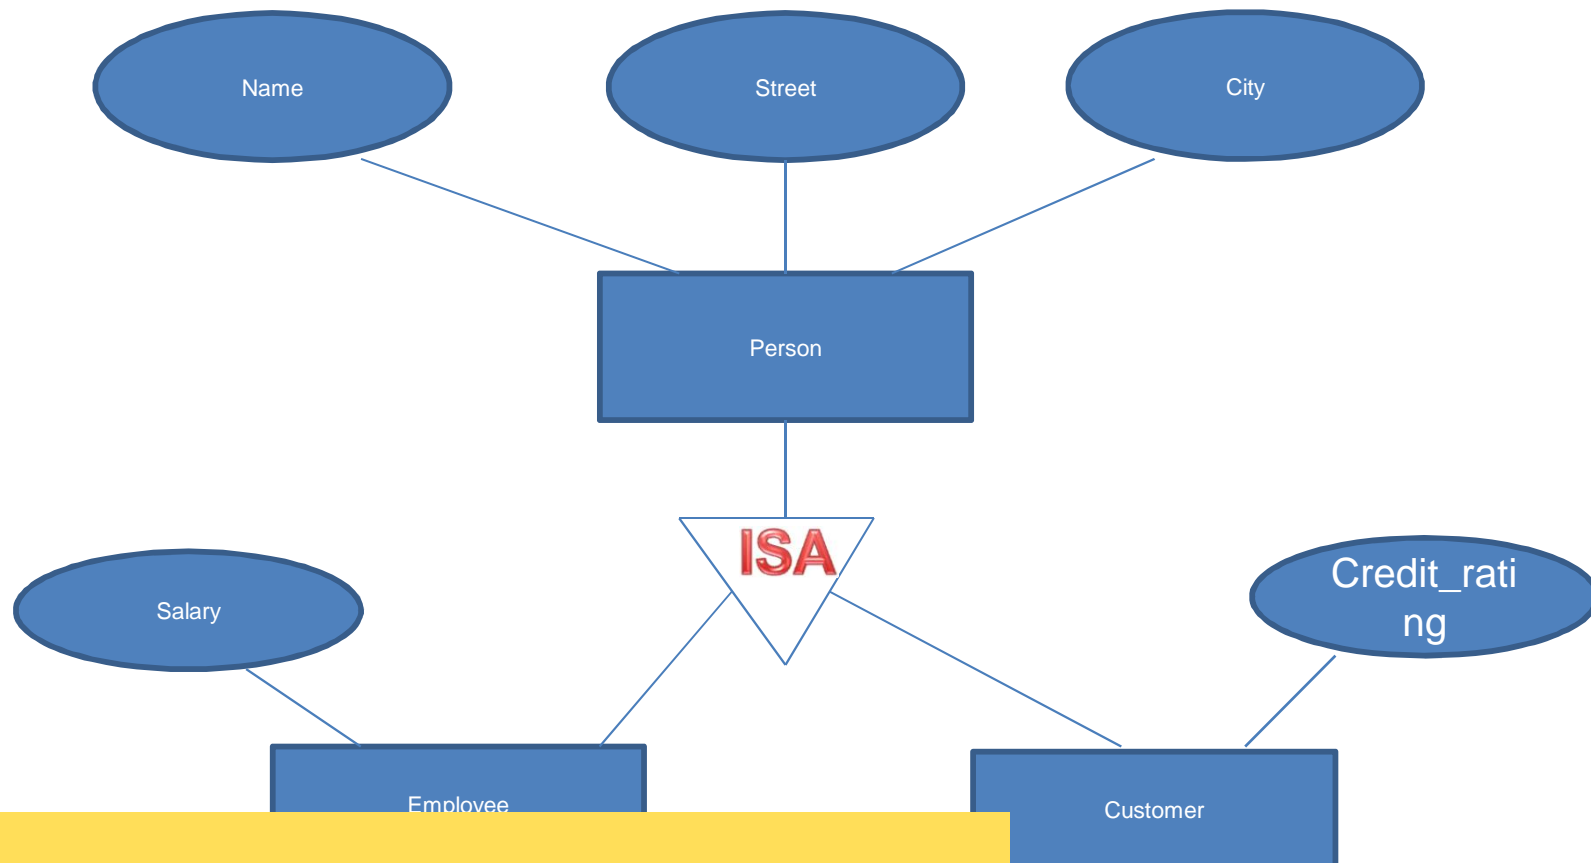 Name
Street
City
Person
ISA
Salary
Credit_rati
ng
Employee
Customer